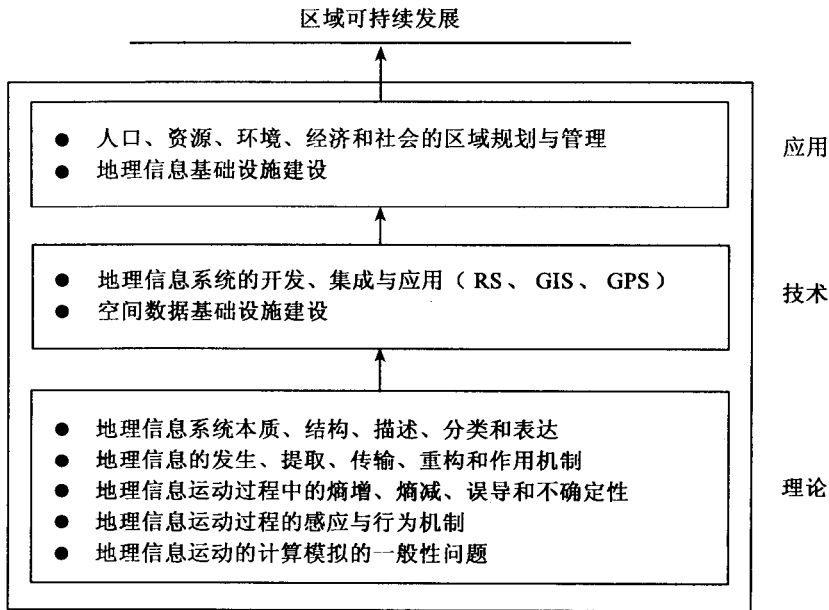 区域可持续发展
● 人口、资源、环境、经济和社会的区域规划与管理
● 地理信息基础设施建设
应用
● 地理信息系统的开发、集成与应用（RS、GIS、GPS）
● 空间数据基础设施建设
技术
● 地理信息系统本质、结构、描述、分类和表达
● 地理信息的发生、提取、传输、重构和作用机制
● 地理信息运动过程中的熵增、熵减、误导和不确定性
● 地理信息运动过程的感应与行为机制
● 地理信息运动的计算模拟的一般性问题
理论